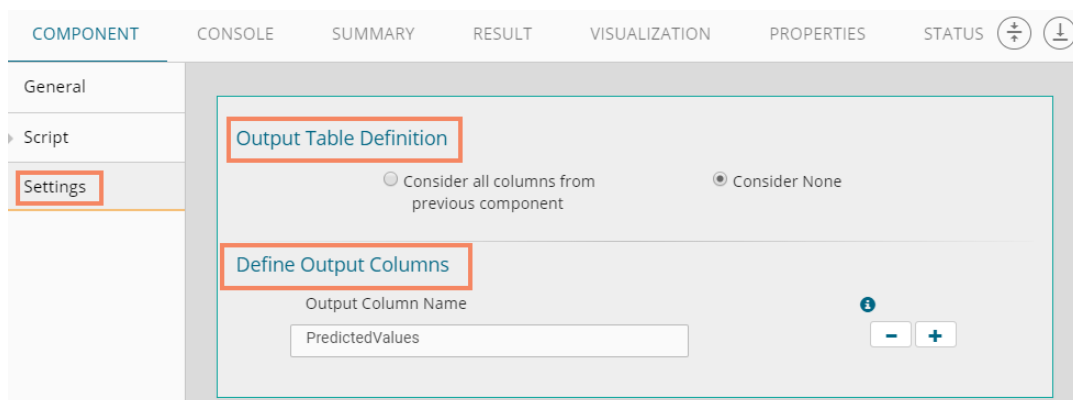 COMPONENT CONSOLE SUMMARY RESULT VISUALIZATION PROPERTIES STATUS
General
Script
Settings
Output Table Definition
Consider all columns from
previous component
Consider None
Define Output Columns
Output Column Name
PredictedValues